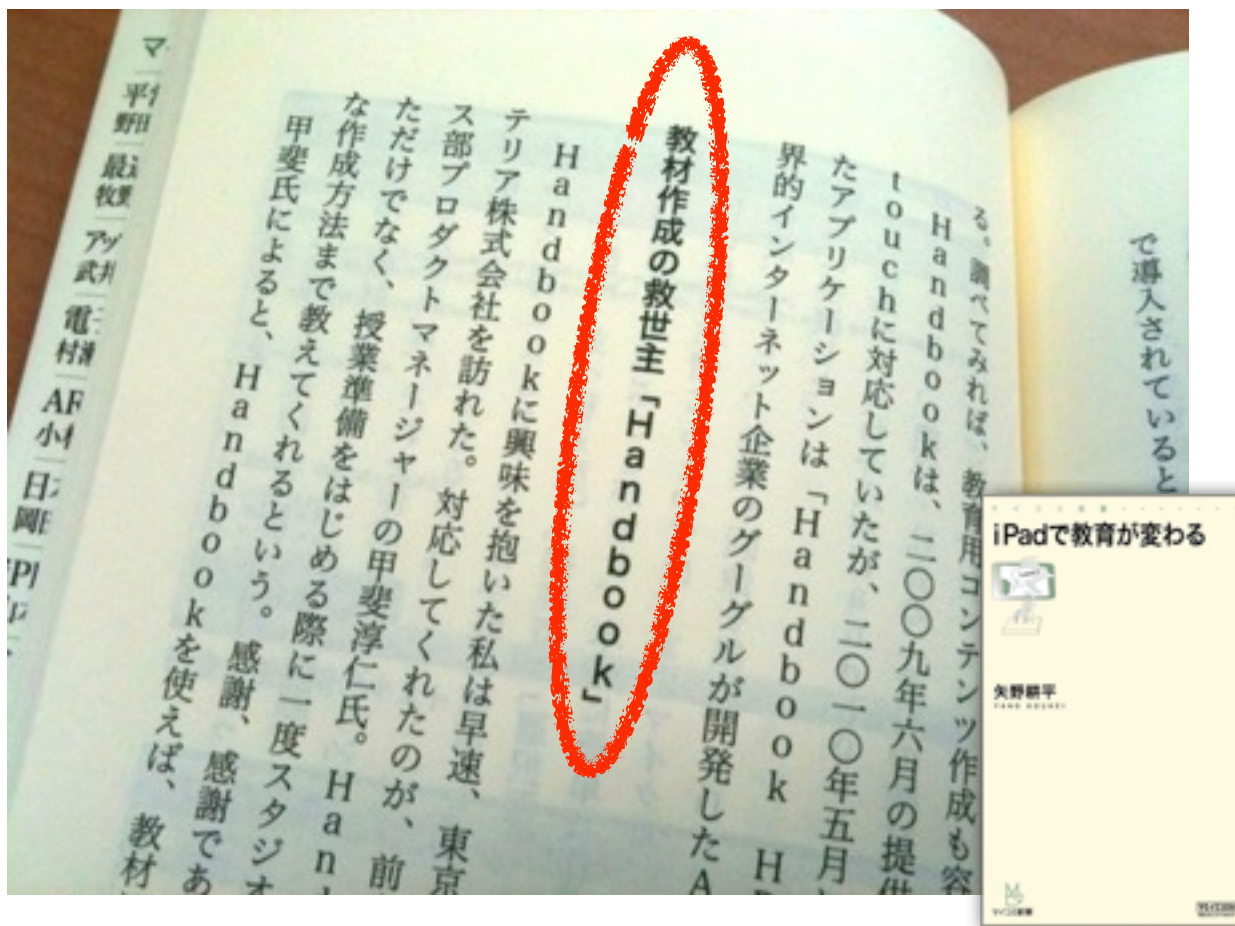 で導入されていると
る。調べてみれば、教育用コンテンツ作成も容
Handbookは、二〇〇九年六月の提供
touchに対応していたが、二〇一〇年五月
たアプリケーションは「Handbook H
界的インターネット企業のグーグルが開発したA
教材作成の救世主「Handbook」
Handbookに興味を抱いた私は早速、東京
テリア株式会社を訪れた。対応してくれたのが、前
ス部プロダクトマネージャーの甲斐淳仁氏。Han
ただけでなく、授業準備をはじめる際に一度スタジオ
な作成方法まで教えてくれるという。感謝、感謝であ
甲斐氏によると、Handbookを使えば、教材
iPadで教育が変わる
矢野耕平
YANO KOUHEI
マイコミ新書